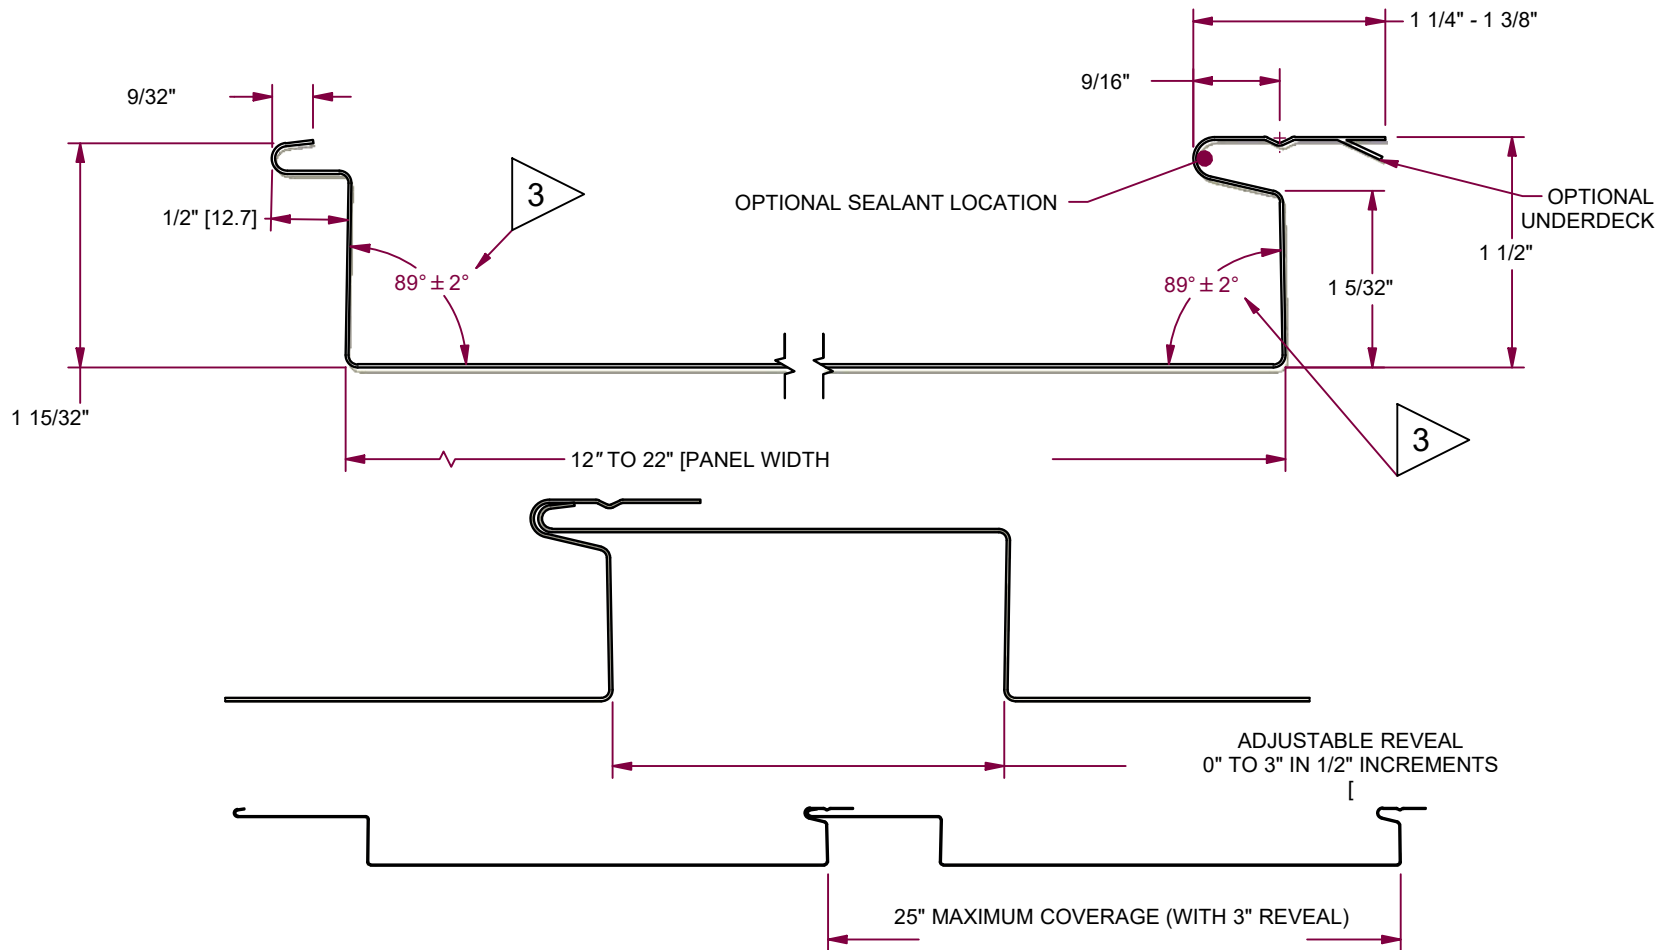 1 1/4" - 1 3/8"
9/32"
9/16"
3
OPTIONAL SEALANT LOCATION
OPTIONAL
UNDERDECK
1/2" [12.7]
1 1/2"
89° ± 2°
89° ± 2°
1 5/32"
1 15/32"
3
12" TO 22" [PANEL WIDTH
ADJUSTABLE REVEAL
0" TO 3" IN 1/2" INCREMENTS
[
25" MAXIMUM COVERAGE (WITH 3" REVEAL)